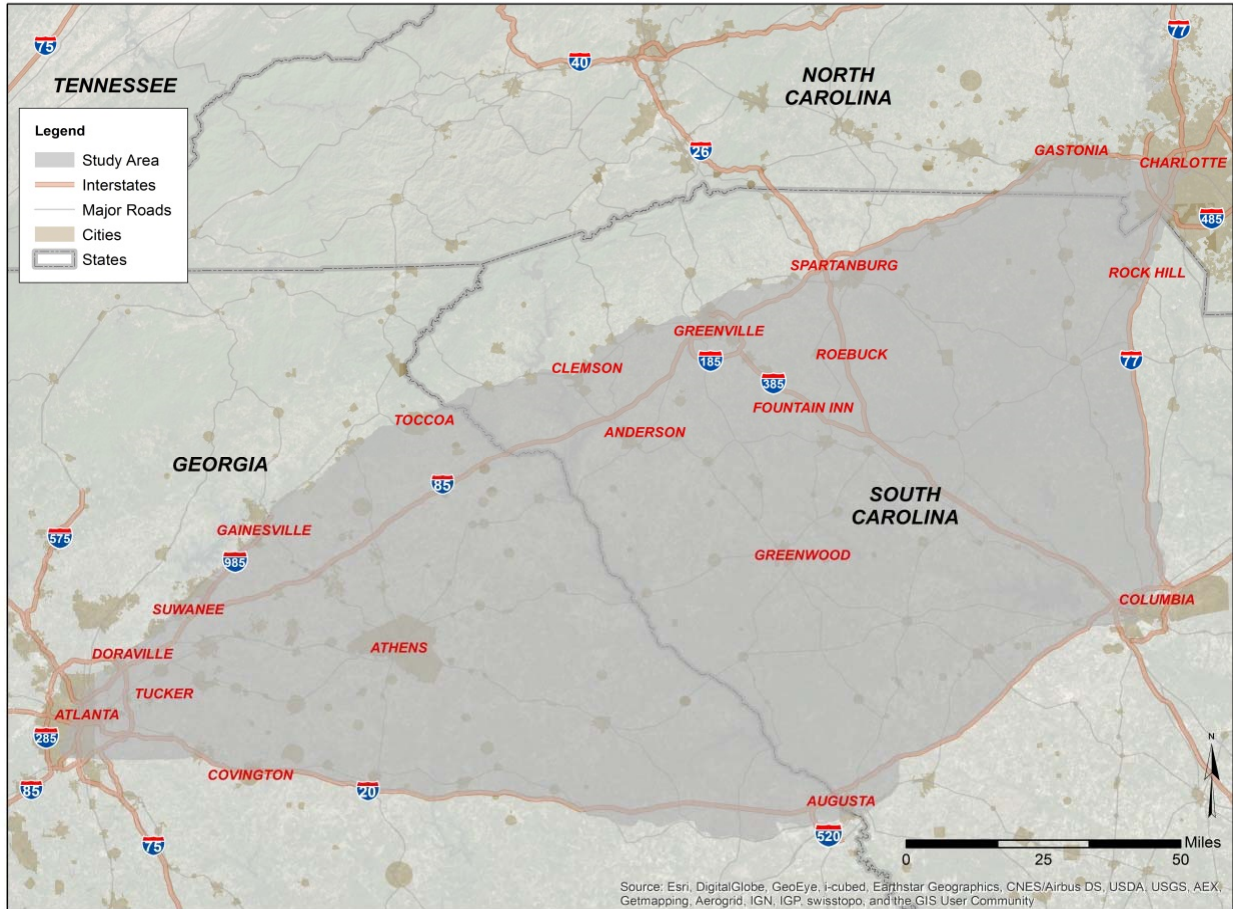 75
77
40
TENNESSEE
NORTH
CAROLINA
Legend
Study Area
Interstates
Major Roads
Cities
States
26
GASTONIA
CHARLOTTE
485
SPARTANBURG
ROCK HILL
GREENVILLE
185
ROEBUCK
77
CLEMSON
385
FOUNTAIN INN
TOCCOA
ANDERSON
GEORGIA
85
SOUTH
CAROLINA
GAINESVILLE
575
985
GREENWOOD
SUWANEE
COLUMBIA
DORAVILLE
ATHENS
TUCKER
ATLANTA
285
N
COVINGTON
85
20
AUGUSTA
75
520
Miles
0 25 50
Source: Esri, DigitalGlobe, GeoEye, i-cubed, Earthstar Geographics, CNES/Airbus DS, USDA, USGS, AEX,
Getmapping, Aerogrid, IGN, IGP, swisstopo, and the GIS User Community